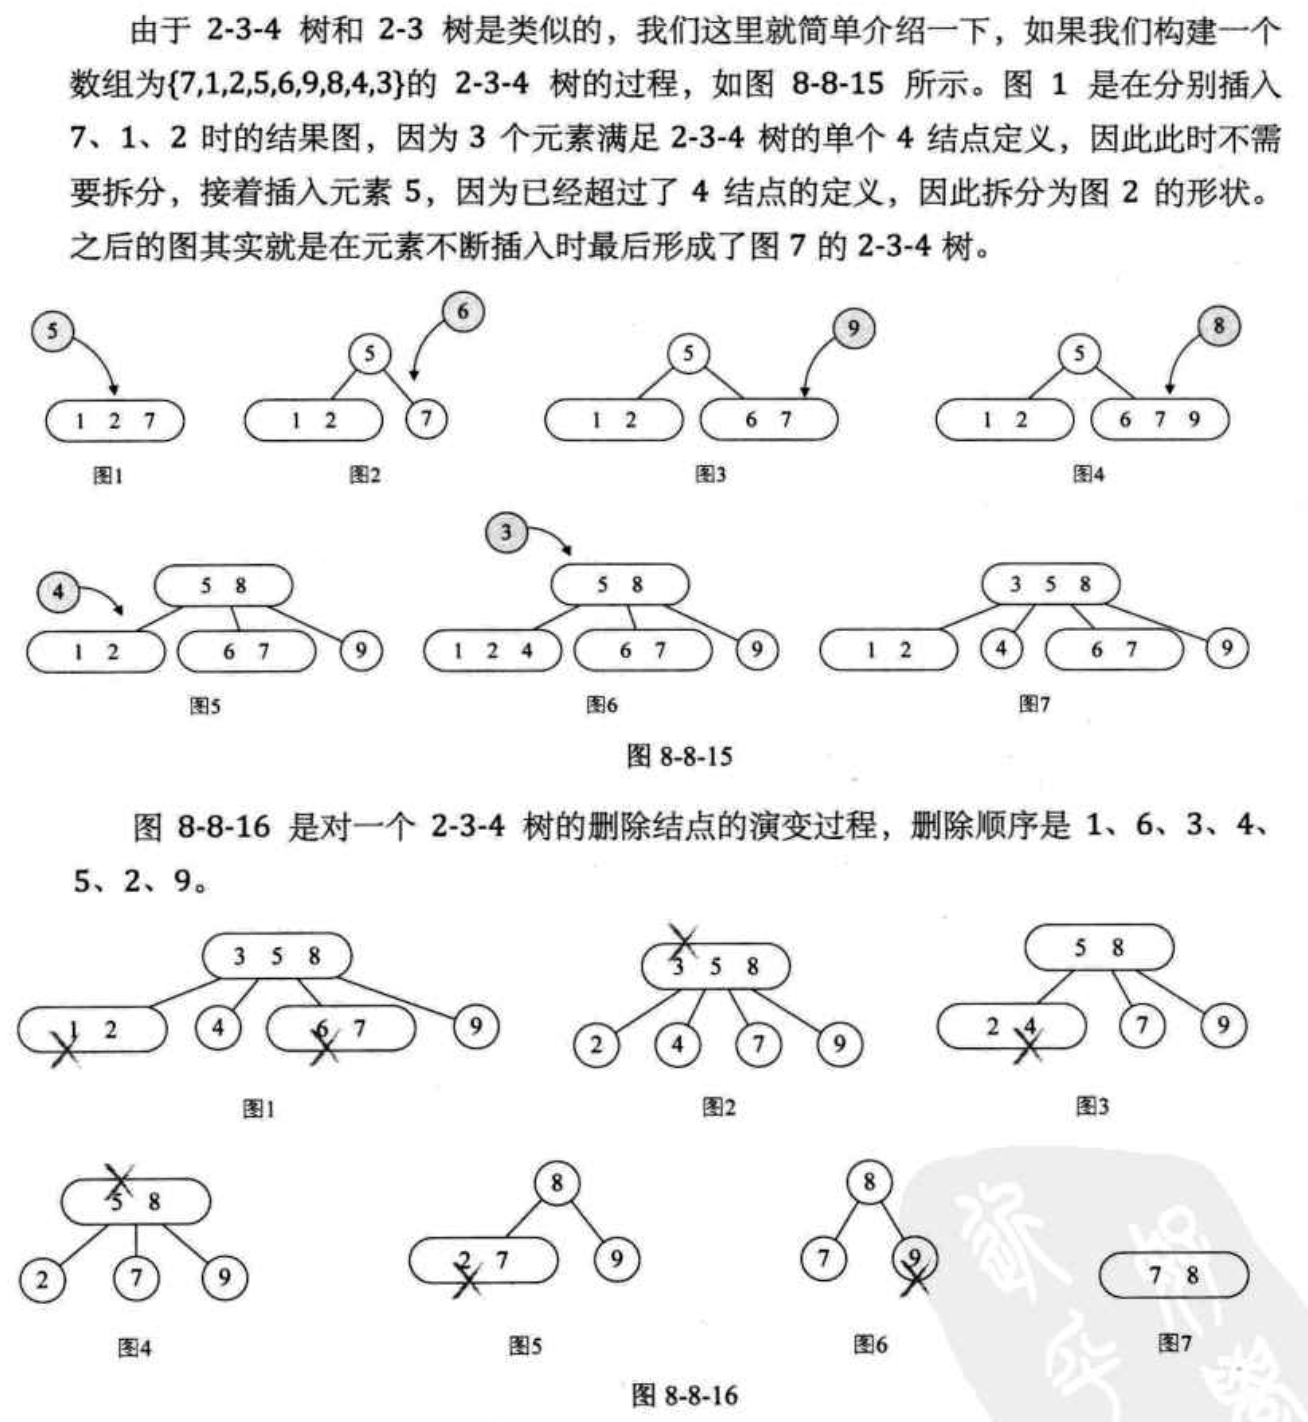 由于 2-3-4 树和 2-3 树是类似的，我们这里就简单介绍一下，如果我们构建一个
数组为{7,1,2,5,6,9,8,4,3}的 2-3-4 树的过程，如图 8-8-15 所示。图 1 是在分别插入
7、1、2 时的结果图，因为 3 个元素满足 2-3-4 树的单个 4 结点定义，因此此时不需
要拆分，接着插入元素 5，因为已经超过了 4 结点的定义，因此拆分为图 2 的形状。
之后的图其实就是在元素不断插入时最后形成了图 7 的 2-3-4 树。
5 6 9 8
5 5 5
1 2 7 1 2 7 1 2 6 7 1 2 6 7 9
图1 图2 图3 图4
3
4 5 8 5 8 3 5 8
1 2 6 7 9 1 2 4 6 7 9 1 2 4 6 7 9
图5 图6 图7
图 8-8-15
图 8-8-16 是对一个 2-3-4 树的删除结点的演变过程，删除顺序是 1、6、3、4、
5、2、9。
3 5 8 3 5 8 5 8
1 2 4 6 7 9 2 4 7 9 2 4 7 9
图1 图2 图3
5 8 8 8
2 7 9 2 7 9 7 9 7 8
图4 图5 图6 图7
图 8-8-16